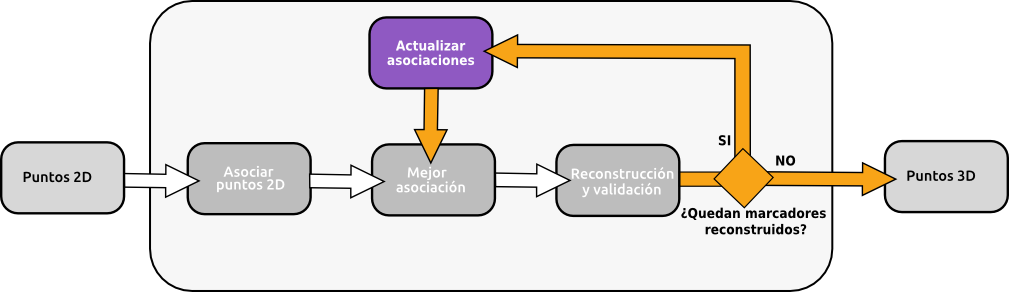 Actualizar
asociaciones
Puntos 2D
Asociar
puntos 2D
Mejor
asociación
Reconstrucción
y validación
SI
NO
¿Quedan marcadores
reconstruidos?
Puntos 3D